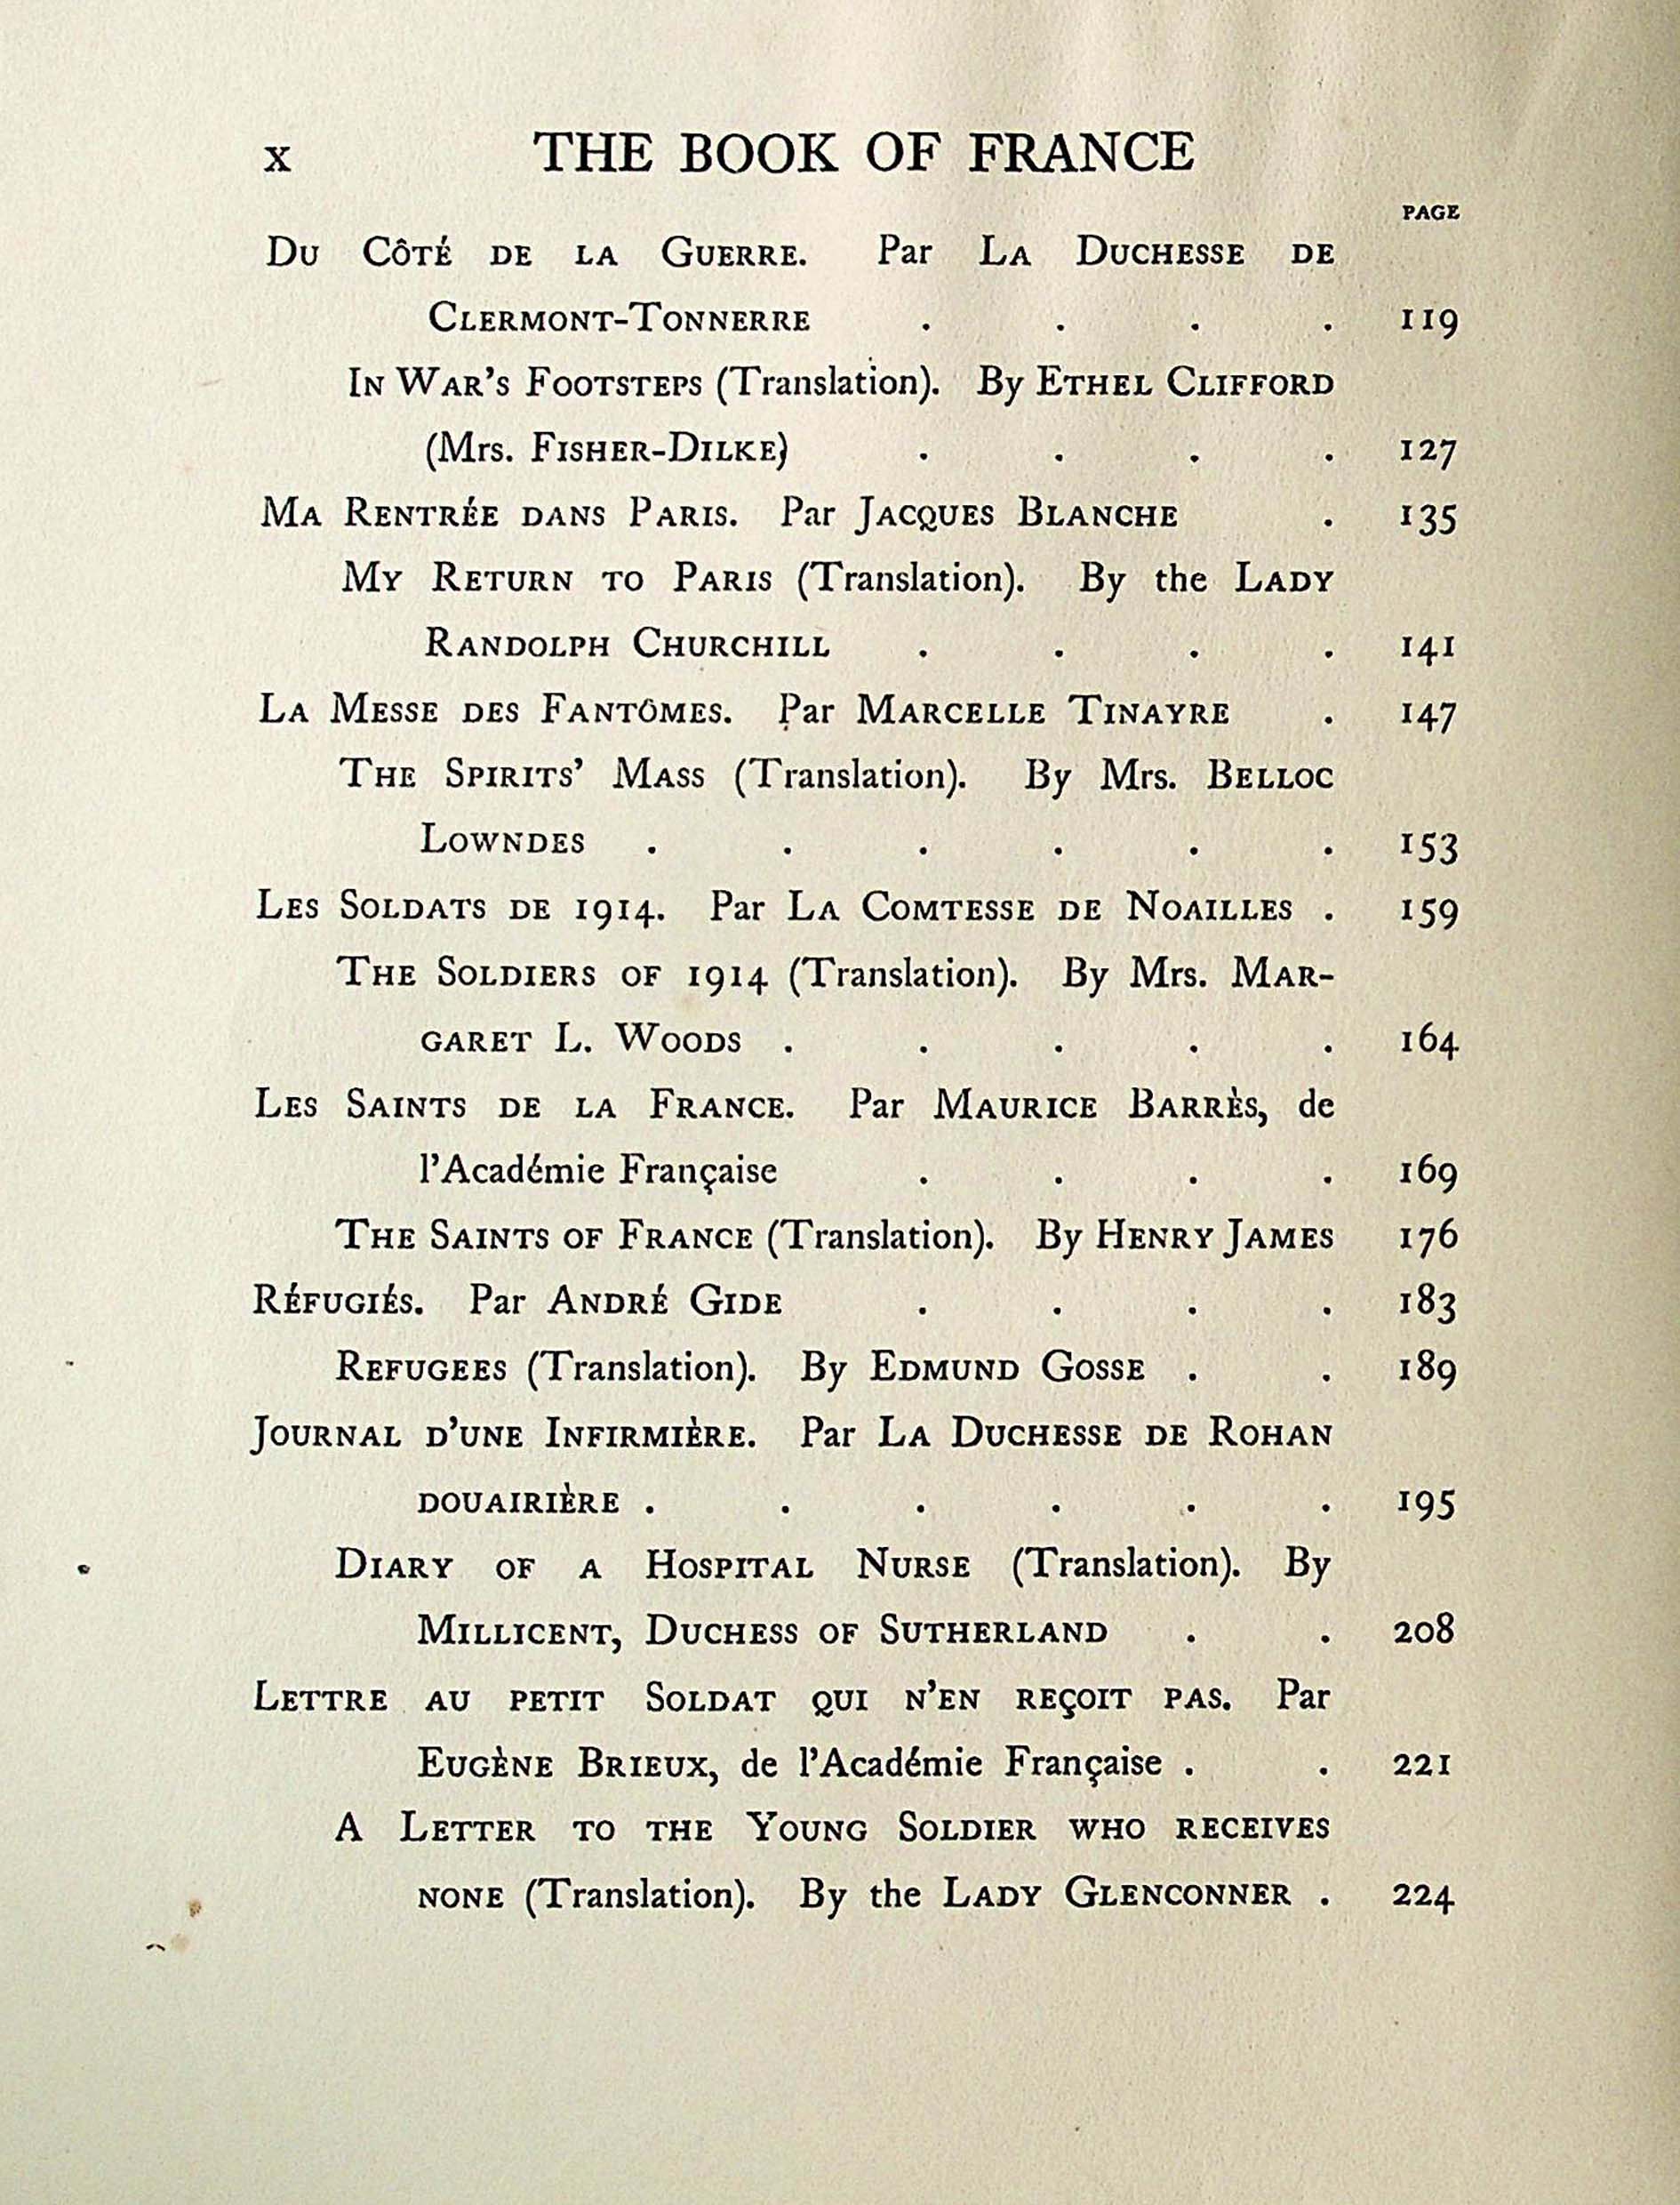 x THE BOOK OF FRANCE
PAGE
Du Côté de la Guerre. Par La Duchesse de
Clermont-Tonnerre . . . . 119
In War's Footsteps (Translation). By Ethel Clifford
(Mrs. Fisher-Dilke) . . . . 127
Ma Rentrée dans Paris. Par Jacques Blanche . 135
My Return to Paris (Translation). By the Lady
Randolph Churchill . . . . 141
La Messe des Fantômes. Par Marcelle Tinayre . 147
The Spirits' Mass (Translation). By Mrs. Belloc
Lowndes . . . . . . 153
Les Soldats de 1914. Par La Comtesse de Noailles . 159
The Soldiers of 1914 (Translation). By Mrs. Mar-
garet L. Woods . . . . . 164
Les Saints de la France. Par Maurice Barrès, de
l'Académie Française . . . . 169
The Saints of France (Translation). By Henry James 176
Réfugiés. Par André Gide . . . . 183
Refugees (Translation). By Edmund Gosse . . 189
Journal d'une Infirmière. Par La Duchesse de Rohan
douairière . . . . . . 195
Diary of a Hospital Nurse (Translation). By
Millicent, Duchess of Sutherland . . 208
Lettre au petit Soldat qui n'en reçoit pas. Par
Eugène Brieux, de l'Académie Française . . 221
A Letter to the Young Soldier who receives
none (Translation). By the Lady Glenconner . 224